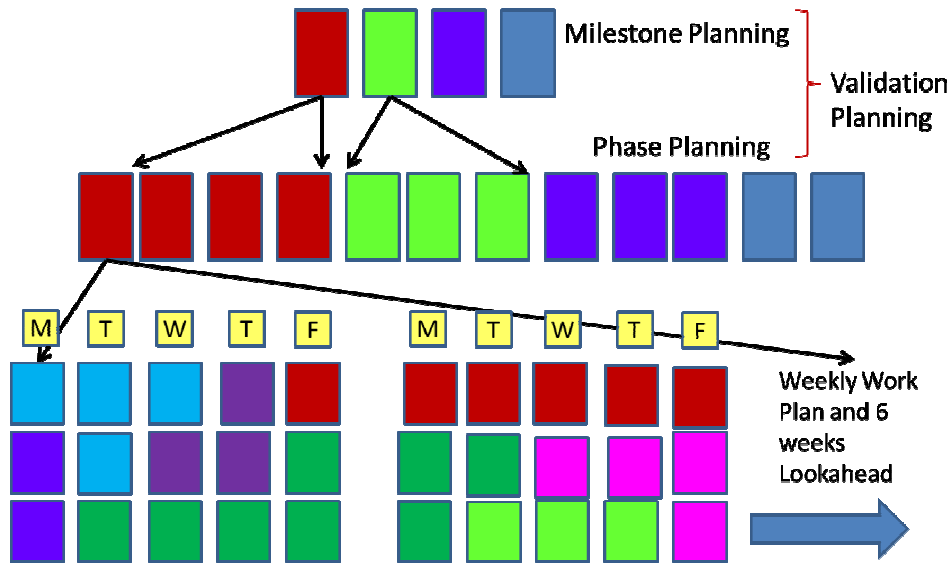 Milestone Planning
Validation
Planning
Phase Planning
M T W T F M T W T F
Weekly Work
Plan and 6
weeks
Lookahead